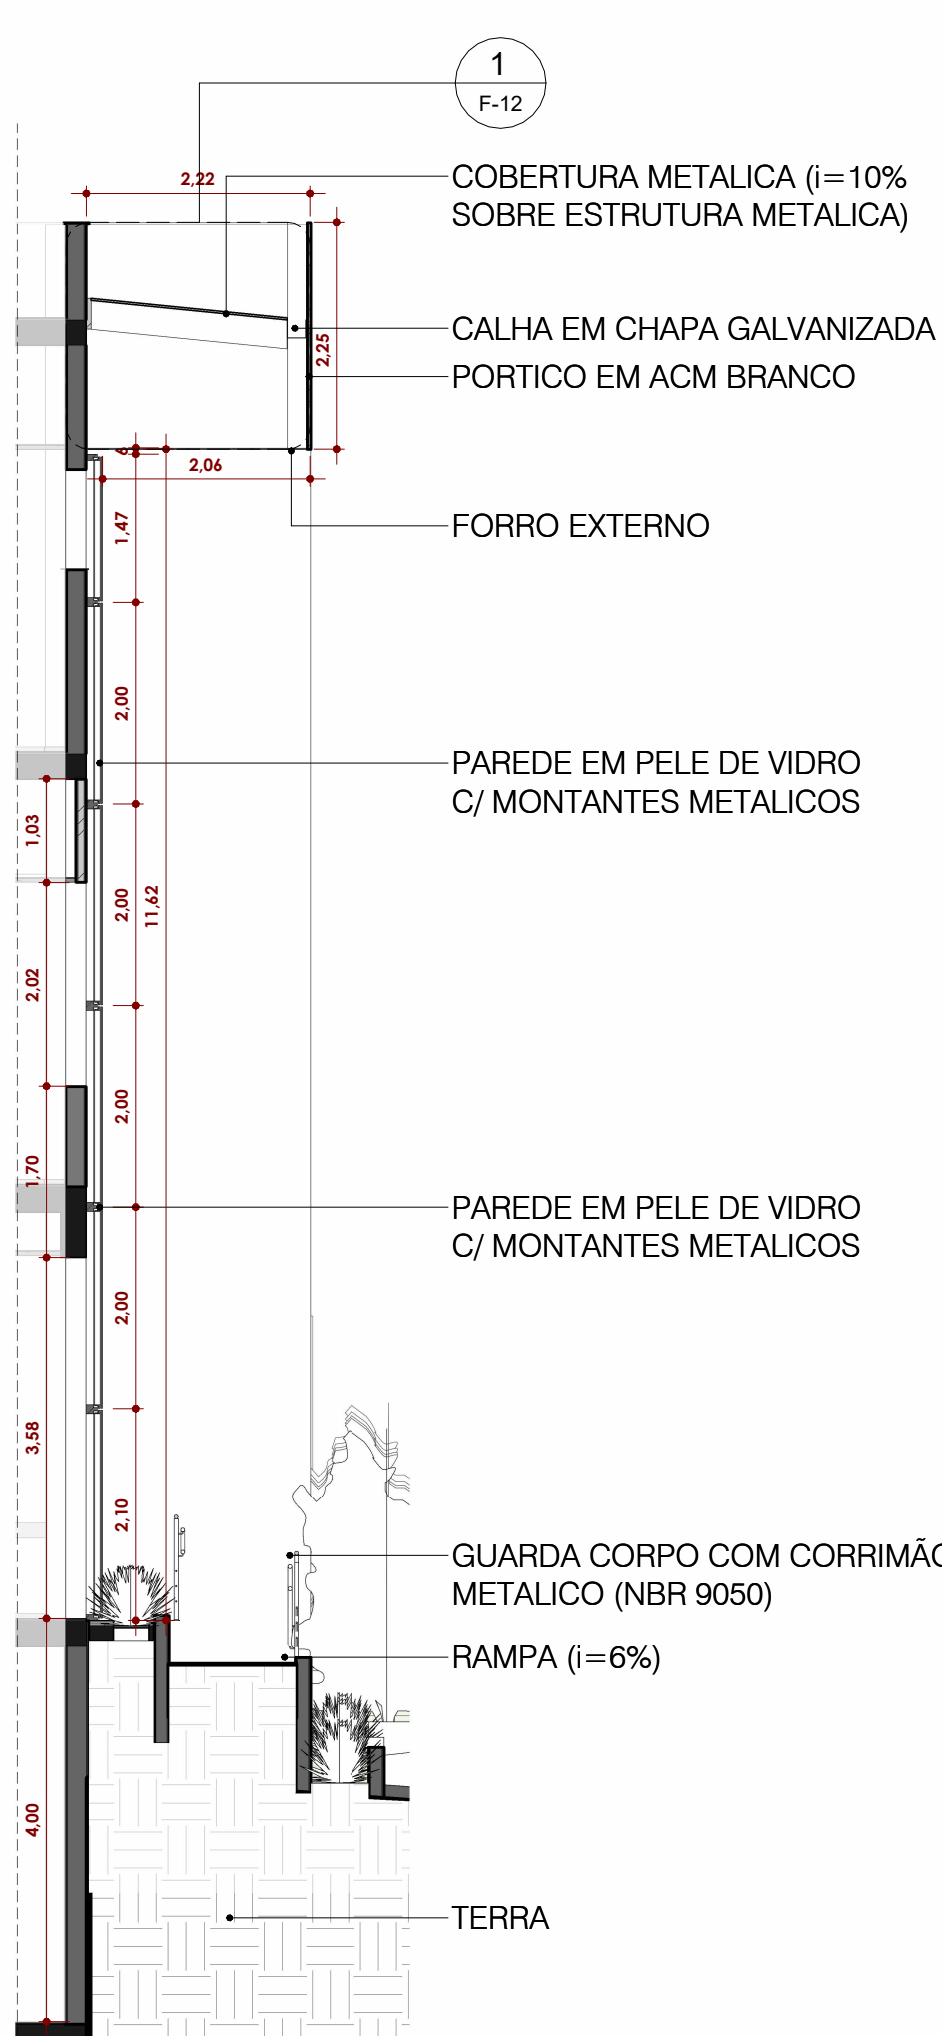 1
F-12
2,22
COBERTURA METALICA (i=10%
SOBRE ESTRUTURA METALICA)
CALHA EM CHAPA GALVANIZADA
2,25
PORTICO EM ACM BRANCO
6
2,06
1,47
FORRO EXTERNO
2,00
PAREDE EM PELE DE VIDRO
C/ MONTANTES METALICOS
1,03
2,00
11,62
2,02
2,00
1,70
PAREDE EM PELE DE VIDRO
C/ MONTANTES METALICOS
2,00
3,58
2,10
GUARDA CORPO COM CORRIMÃO
METALICO (NBR 9050)
RAMPA (i=6%)
4,00
TERRA